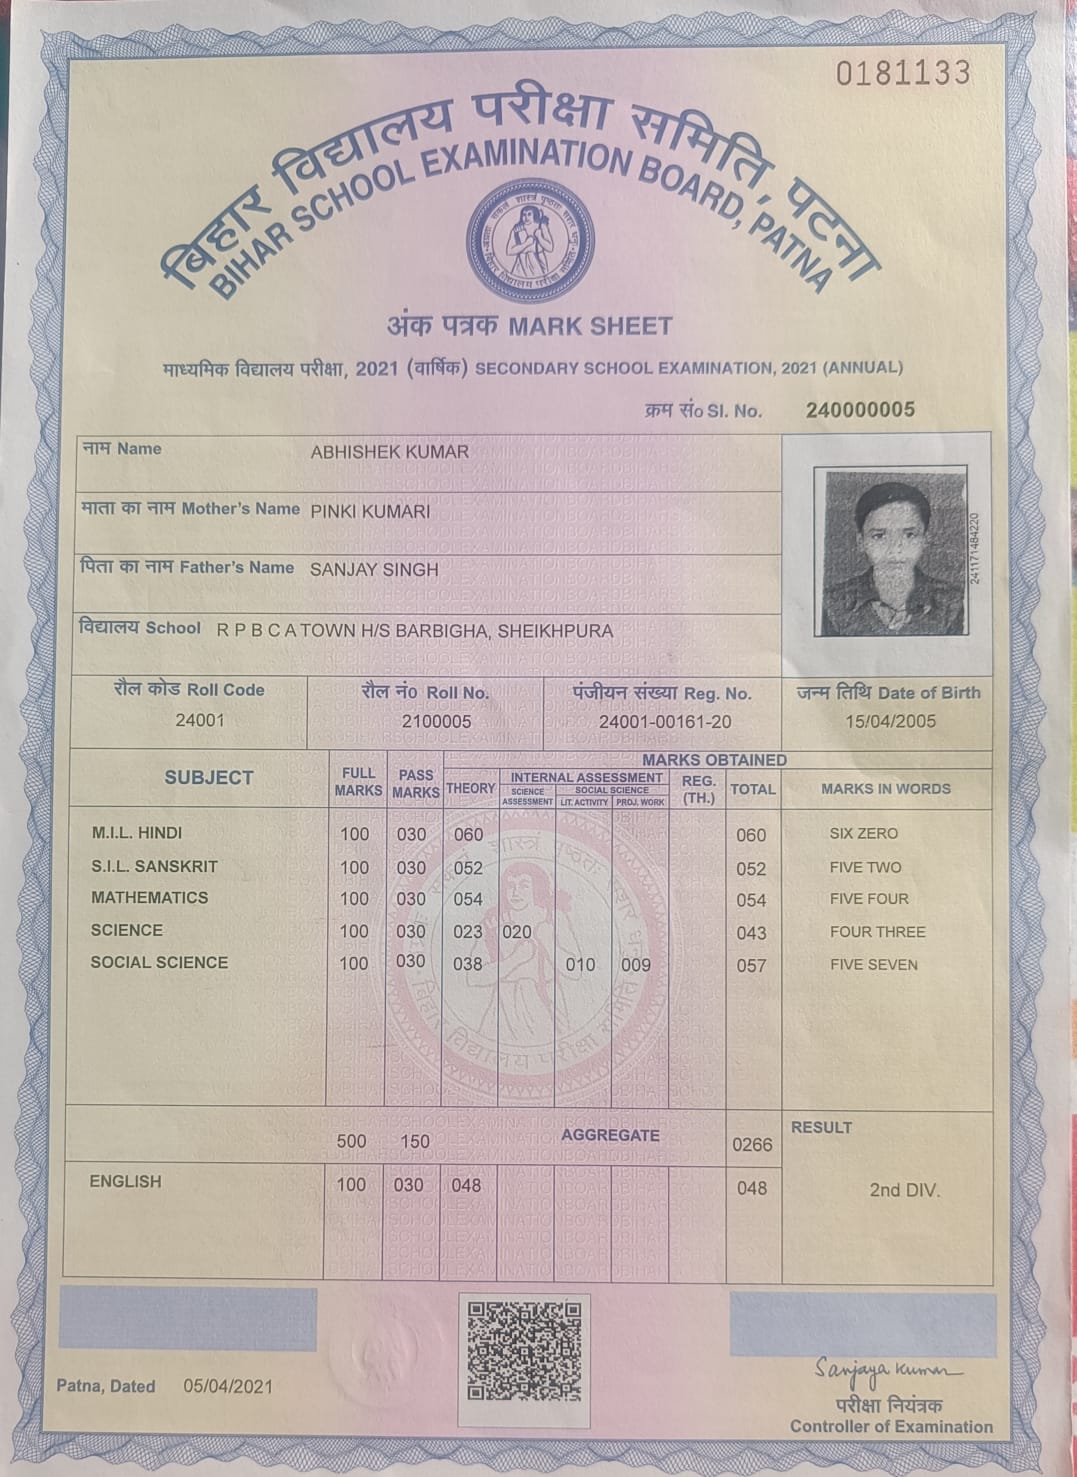 0181133
बिहार विद्यालय परीक्षा समिति, पटना
BIHAR SCHOOL EXAMINATION BOARD, PATNA
अंक पत्रक MARK SHEET
माध्यमिक विद्यालय परीक्षा, 2021 (वार्षिक) SECONDARY SCHOOL EXAMINATION, 2021 (ANNUAL)
क्रम सं० Sl. No. 240000005
नाम Name ABHISHEK KUMAR
माता का नाम Mother's Name PINKI KUMARI
पिता का नाम Father's Name SANJAY SINGH
241171484220
विद्यालय School R P B C A TOWN H/S BARBIGHA, SHEIKHPURA
रौल कोड Roll Code रौल नं० Roll No. पंजीयन संख्या Reg. No. जन्म तिथि Date of Birth
24001 2100005 24001-00161-20 15/04/2005
MARKS OBTAINED
SUBJECT FULL MARKS PASS MARKS THEORY INTERNAL ASSESSMENT REG. (TH.) TOTAL MARKS IN WORDS
SCIENCE ASSESSMENT SOCIAL SCIENCE
LIT. ACTIVITY PROJ. WORK
M.I.L. HINDI 100 030 060 060 SIX ZERO
S.I.L. SANSKRIT 100 030 052 052 FIVE TWO
MATHEMATICS 100 030 054 054 FIVE FOUR
SCIENCE 100 030 023 020 043 FOUR THREE
SOCIAL SCIENCE 100 030 038 010 009 057 FIVE SEVEN
500 150 AGGREGATE 0266 RESULT
ENGLISH 100 030 048 048 2nd DIV.
Patna, Dated 05/04/2021
Sanjaya Kumar
परीक्षा नियंत्रक
Controller of Examination